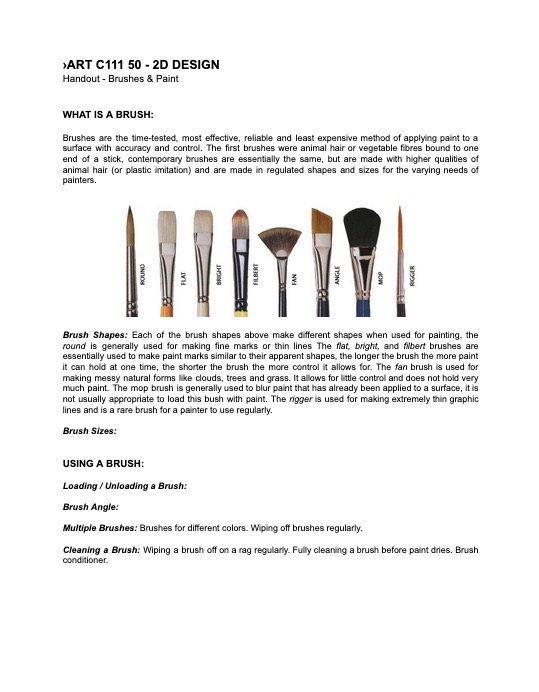 ›ART C111 50 - 2D DESIGN
Handout - Brushes & Paint
WHAT IS A BRUSH:
Brushes are the time-tested, most effective, reliable and least expensive method of applying paint to a
surface with accuracy and control. The first brushes were animal hair or vegetable fibres bound to one
end of a stick, contemporary brushes are essentially the same, but are made with higher qualities of
animal hair (or plastic imitation) and are made in regulated shapes and sizes for the varying needs of
painters.
ROUND
FLAT
BRIGHT
FILBERT
FAN
ANGLE
MOP
RIGGER
Brush Shapes: Each of the brush shapes above make different shapes when used for painting, the
round is generally used for making fine marks or thin lines The flat, bright, and filbert brushes are
essentially used to make paint marks similar to their apparent shapes, the longer the brush the more paint
it can hold at one time, the shorter the brush the more control it allows for. The fan brush is used for
making messy natural forms like clouds, trees and grass. It allows for little control and does not hold very
much paint. The mop brush is generally used to blur paint that has already been applied to a surface, it is
not usually appropriate to load this bush with paint. The rigger is used for making extremely thin graphic
lines and is a rare brush for a painter to use regularly.
Brush Sizes:
USING A BRUSH:
Loading / Unloading a Brush:
Brush Angle:
Multiple Brushes: Brushes for different colors. Wiping off brushes regularly.
Cleaning a Brush: Wiping a brush off on a rag regularly. Fully cleaning a brush before paint dries. Brush
conditioner.